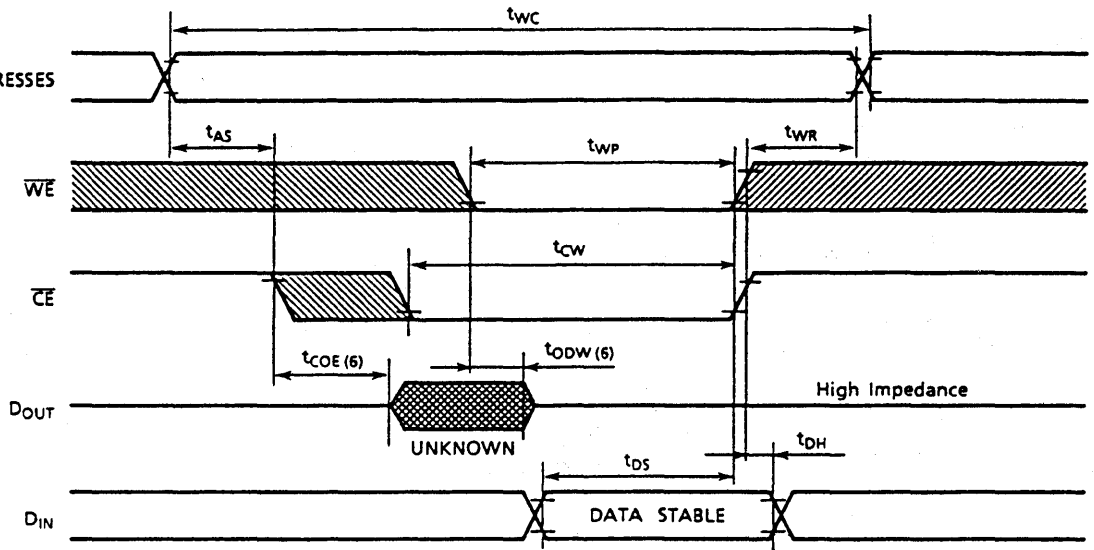 tWC
RESSES
tAS
tWP
tWR
WE
tCW
CE
tCOE (6)
tODW (6)
DOUT
High Impedance
UNKNOWN
tDH
tDS
DIN
DATA STABLE